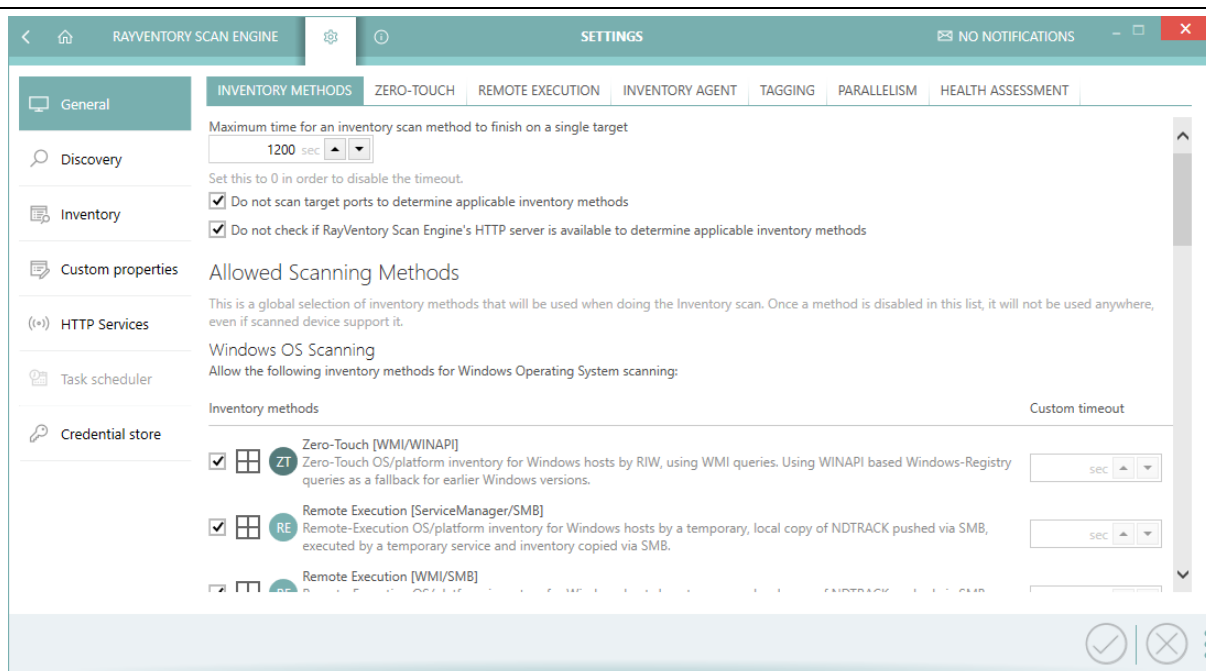 RAYVENTORY SCAN ENGINE
SETTINGS
NO NOTIFICATIONS
General
Discovery
Inventory
Custom properties
HTTP Services
Task scheduler
Credential store
INVENTORY METHODS ZERO-TOUCH REMOTE EXECUTION INVENTORY AGENT TAGGING PARALLELISM HEALTH ASSESSMENT
Maximum time for an inventory scan method to finish on a single target
1200 sec
Set this to 0 in order to disable the timeout.
Do not scan target ports to determine applicable inventory methods
Do not check if RayVentory Scan Engine's HTTP server is available to determine applicable inventory methods
Allowed Scanning Methods
This is a global selection of inventory methods that will be used when doing the Inventory scan. Once a method is disabled in this list, it will not be used anywhere,
even if scanned device support it.
Windows OS Scanning
Allow the following inventory methods for Windows Operating System scanning:
Inventory methods Custom timeout
Zero-Touch [WMI/WINAPI]
ZT Zero-Touch OS/platform inventory for Windows hosts by RIW, using WMI queries. Using WINAPI based Windows-Registry
queries as a fallback for earlier Windows versions.
sec
Remote Execution [ServiceManager/SMB]
RE Remote-Execution OS/platform inventory for Windows hosts by a temporary, local copy of NDTRACK pushed via SMB,
executed by a temporary service and inventory copied via SMB.
sec
Remote Execution [WMI/SMB]